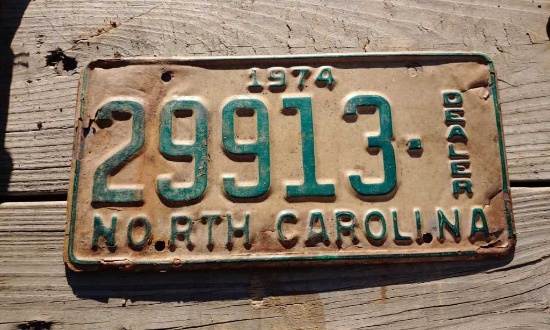 1974
29913-
DEALER
NORTH CAROLINA